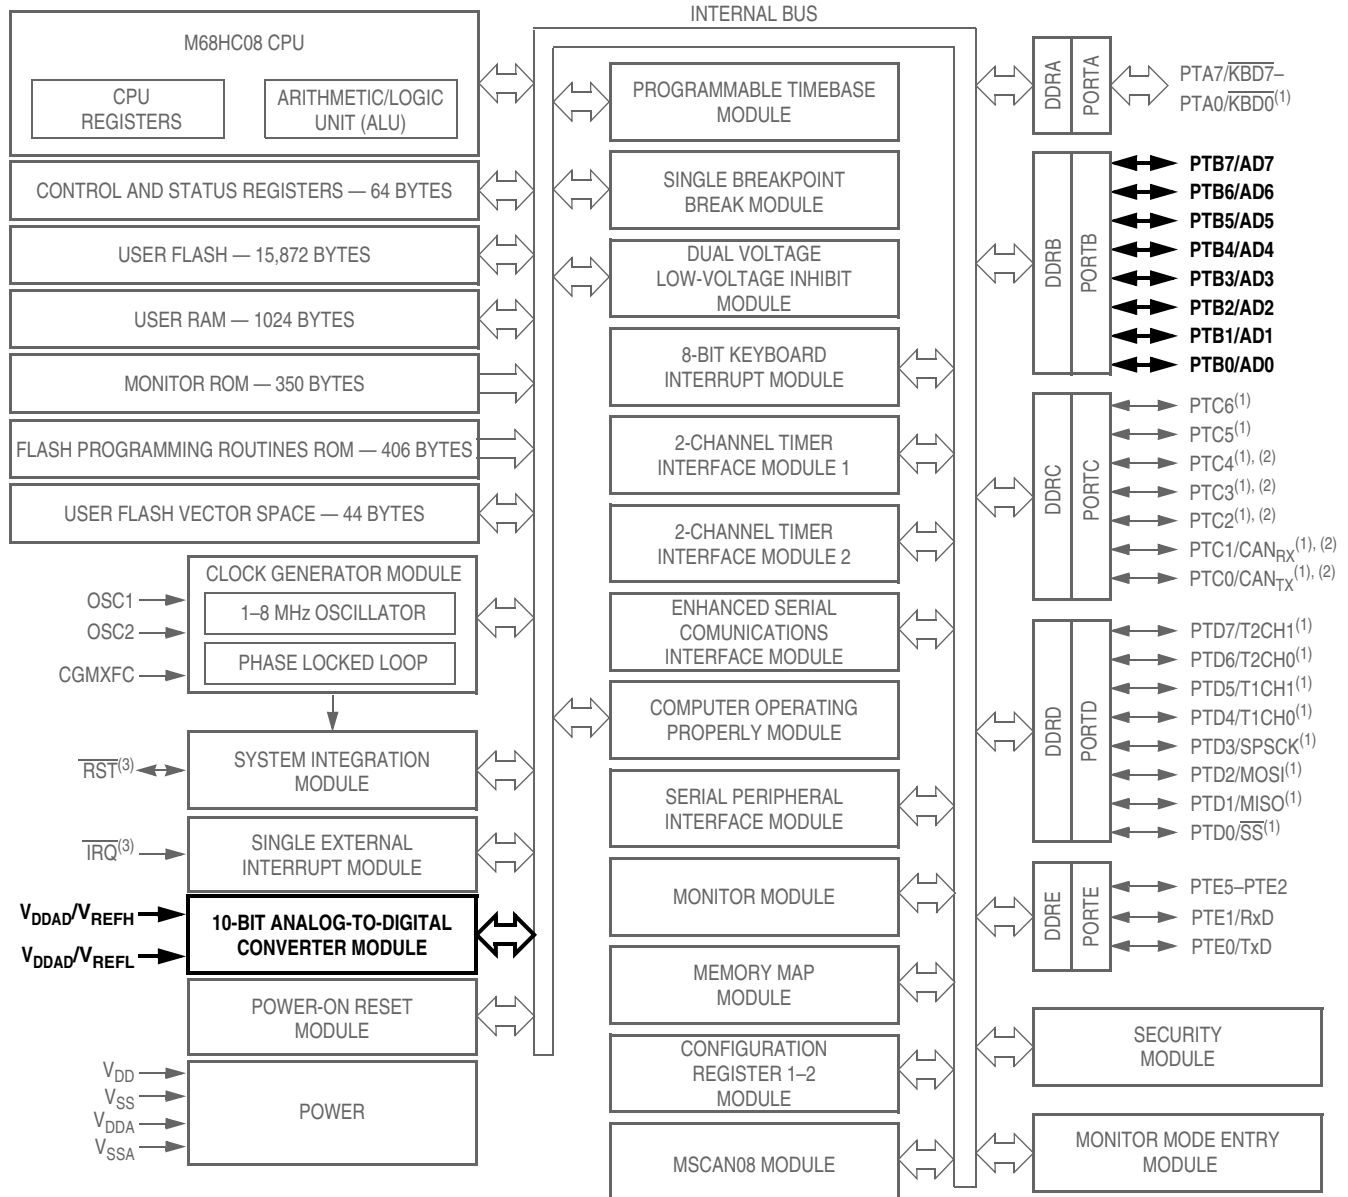 INTERNAL BUS
M68HC08 CPU
CPU
REGISTERS
ARITHMETIC/LOGIC
UNIT (ALU)
CONTROL AND STATUS REGISTERS — 64 BYTES
USER FLASH — 15,872 BYTES
USER RAM — 1024 BYTES
MONITOR ROM — 350 BYTES
FLASH PROGRAMMING ROUTINES ROM — 406 BYTES
USER FLASH VECTOR SPACE — 44 BYTES
CLOCK GENERATOR MODULE
1–8 MHz OSCILLATOR
PHASE LOCKED LOOP
OSC1
OSC2
CGMXFC
SYSTEM INTEGRATION
MODULE
RST(3)
SINGLE EXTERNAL
INTERRUPT MODULE
IRQ(3)
10-BIT ANALOG-TO-DIGITAL
CONVERTER MODULE
VDDAD/VREFH
VDDAD/VREFL
POWER-ON RESET
MODULE
POWER
VDD
VSS
VDDA
VSSA
PROGRAMMABLE TIMEBASE
MODULE
SINGLE BREAKPOINT
BREAK MODULE
DUAL VOLTAGE
LOW-VOLTAGE INHIBIT
MODULE
8-BIT KEYBOARD
INTERRUPT MODULE
2-CHANNEL TIMER
INTERFACE MODULE 1
2-CHANNEL TIMER
INTERFACE MODULE 2
ENHANCED SERIAL
COMUNICATIONS
INTERFACE MODULE
COMPUTER OPERATING
PROPERLY MODULE
SERIAL PERIPHERAL
INTERFACE MODULE
MONITOR MODULE
MEMORY MAP
MODULE
CONFIGURATION
REGISTER 1–2
MODULE
MSCAN08 MODULE
DDRA
PORTA
PTA7/KBD7–
PTA0/KBD0(1)
DDRB
PORTB
PTB7/AD7
PTB6/AD6
PTB5/AD5
PTB4/AD4
PTB3/AD3
PTB2/AD2
PTB1/AD1
PTB0/AD0
DDRC
PORTC
PTC6(1)
PTC5(1)
PTC4(1), (2)
PTC3(1), (2)
PTC2(1), (2)
PTC1/CANRX(1), (2)
PTC0/CANTX(1), (2)
DDRD
PORTD
PTD7/T2CH1(1)
PTD6/T2CH0(1)
PTD5/T1CH1(1)
PTD4/T1CH0(1)
PTD3/SPSCK(1)
PTD2/MOSI(1)
PTD1/MISO(1)
PTD0/SS(1)
DDRE
PORTE
PTE5–PTE2
PTE1/RxD
PTE0/TxD
SECURITY
MODULE
MONITOR MODE ENTRY
MODULE